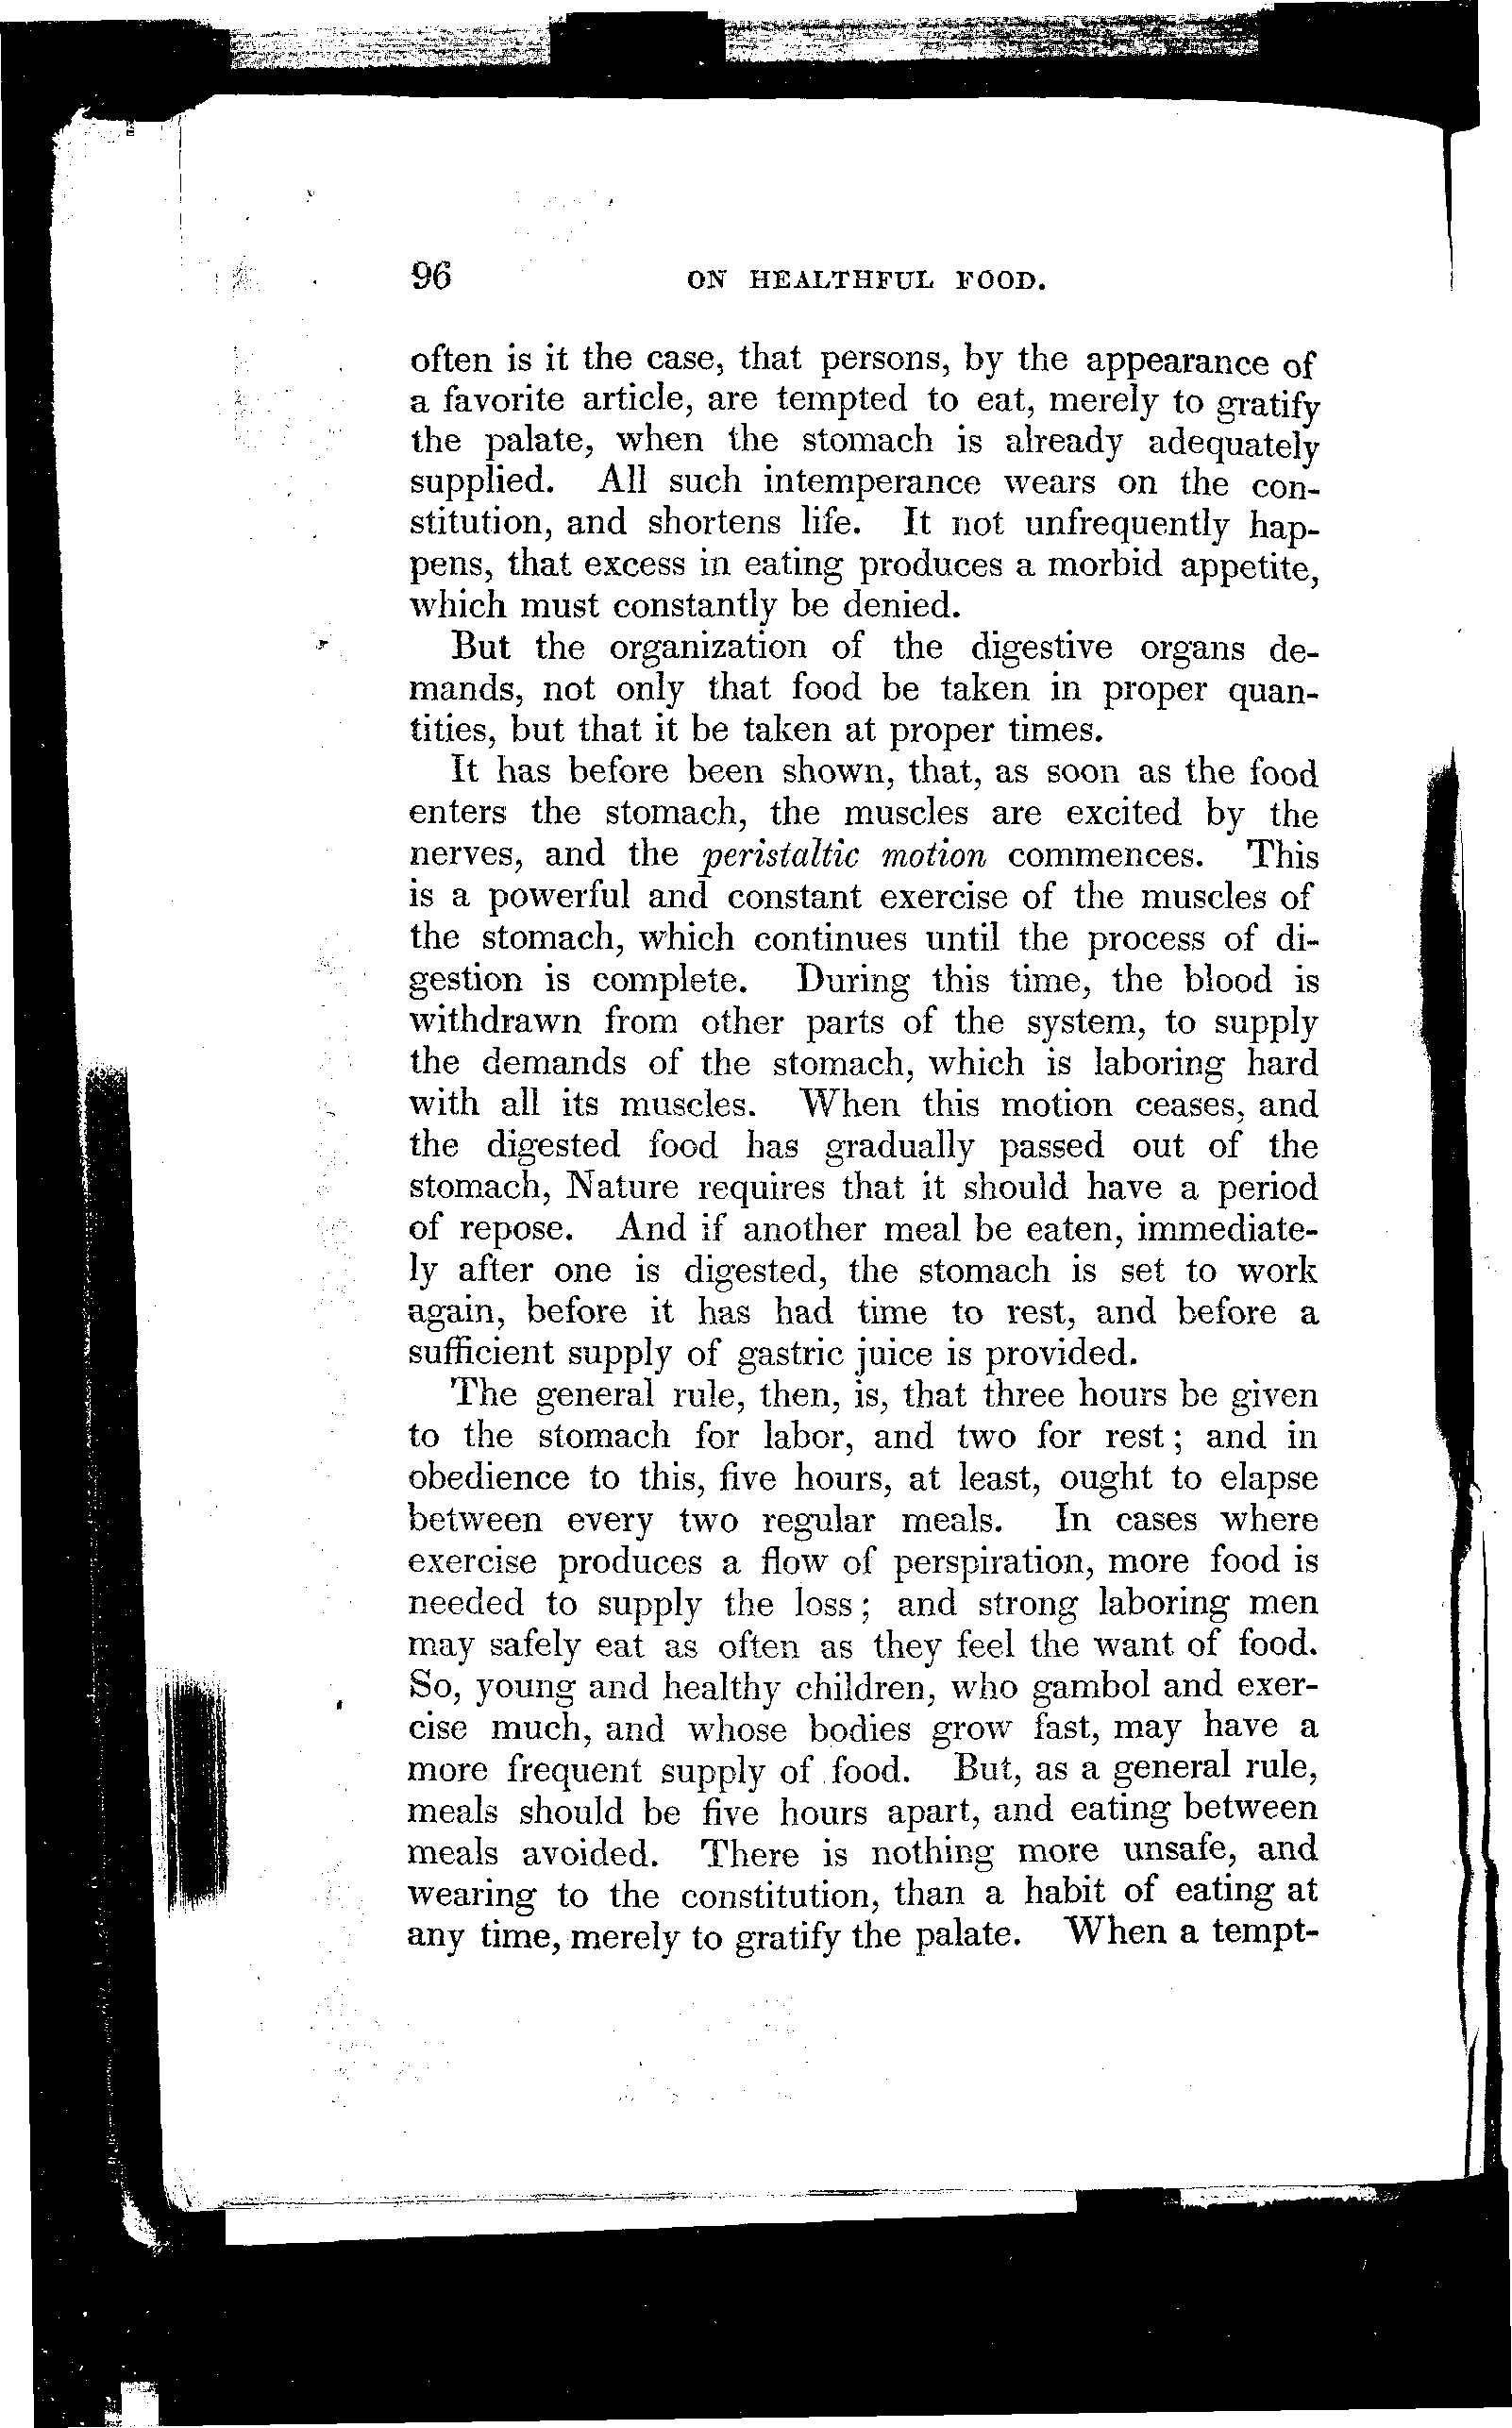 96 ON HEALTHFUL FOOD.
often is it the case, that persons, by the appearance of
a favorite article, are tempted to eat, merely to gratify
the palate, when the stomach is already adequately
supplied. All such intemperance wears on the con-
stitution, and shortens life. It not unfrequently hap-
pens, that excess in eating produces a morbid appetite,
which must constantly be denied.
But the organization of the digestive organs de-
mands, not only that food be taken in proper quan-
tities, but that it be taken at proper times.
It has before been shown, that, as soon as the food
enters the stomach, the muscles are excited by the
nerves, and the peristaltic motion commences. This
is a powerful and constant exercise of the muscles of
the stomach, which continues until the process of di-
gestion is complete. During this time, the blood is
withdrawn from other parts of the system, to supply
the demands of the stomach, which is laboring hard
with all its muscles. When this motion ceases, and
the digested food has gradually passed out of the
stomach, Nature requires that it should have a period
of repose. And if another meal be eaten, immediate-
ly after one is digested, the stomach is set to work
again, before it has had time to rest, and before a
sufficient supply of gastric juice is provided.
The general rule, then, is, that three hours be given
to the stomach for labor, and two for rest; and in
obedience to this, five hours, at least, ought to elapse
between every two regular meals. In cases where
exercise produces a flow of perspiration, more food is
needed to supply the loss; and strong laboring men
may safely eat as often as they feel the want of food.
So, young and healthy children, who gambol and exer-
cise much, and whose bodies grow fast, may have a
more frequent supply of food. But, as a general rule,
meals should be five hours apart, and eating between
meals avoided. There is nothing more unsafe, and
wearing to the constitution, than a habit of eating at
any time, merely to gratify the palate. When a tempt-